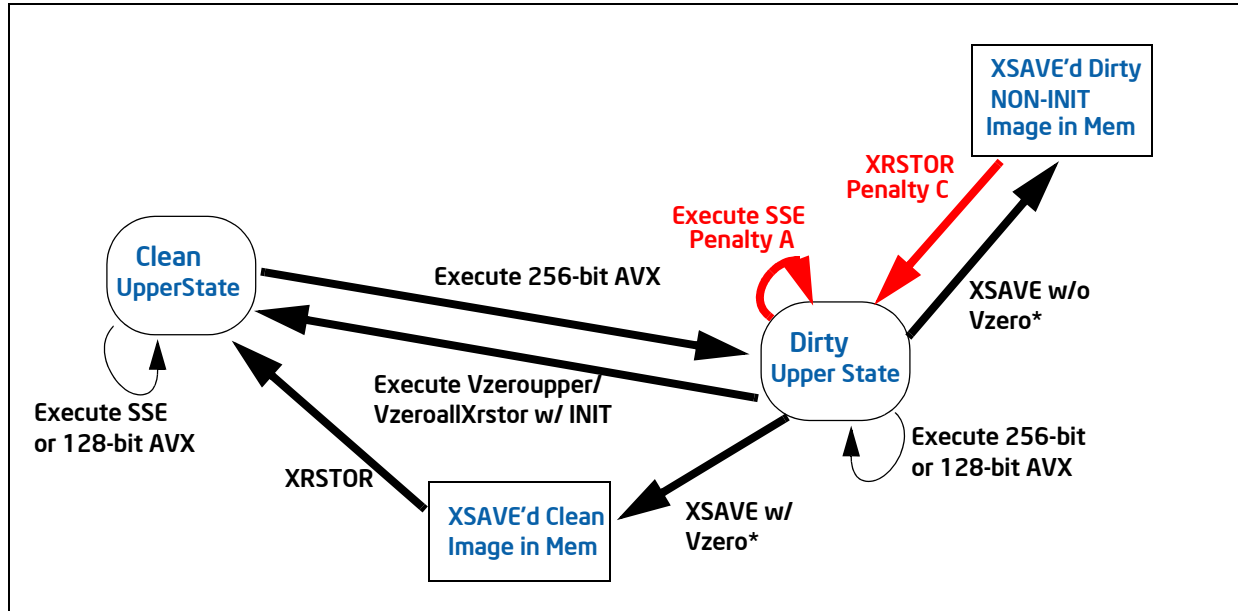 XSAVE'd Dirty
NON-INIT
Image in Mem
XRSTOR
Penalty C
Execute SSE
Penalty A
Clean
UpperState
Execute 256-bit AVX
XSAVE w/o
Vzero*
Dirty
Upper State
Execute Vzeroupper/
VzeroallXrstor w/ INIT
Execute SSE
or 128-bit AVX
Execute 256-bit
or 128-bit AVX
XRSTOR
XSAVE'd Clean
Image in Mem
XSAVE w/
Vzero*